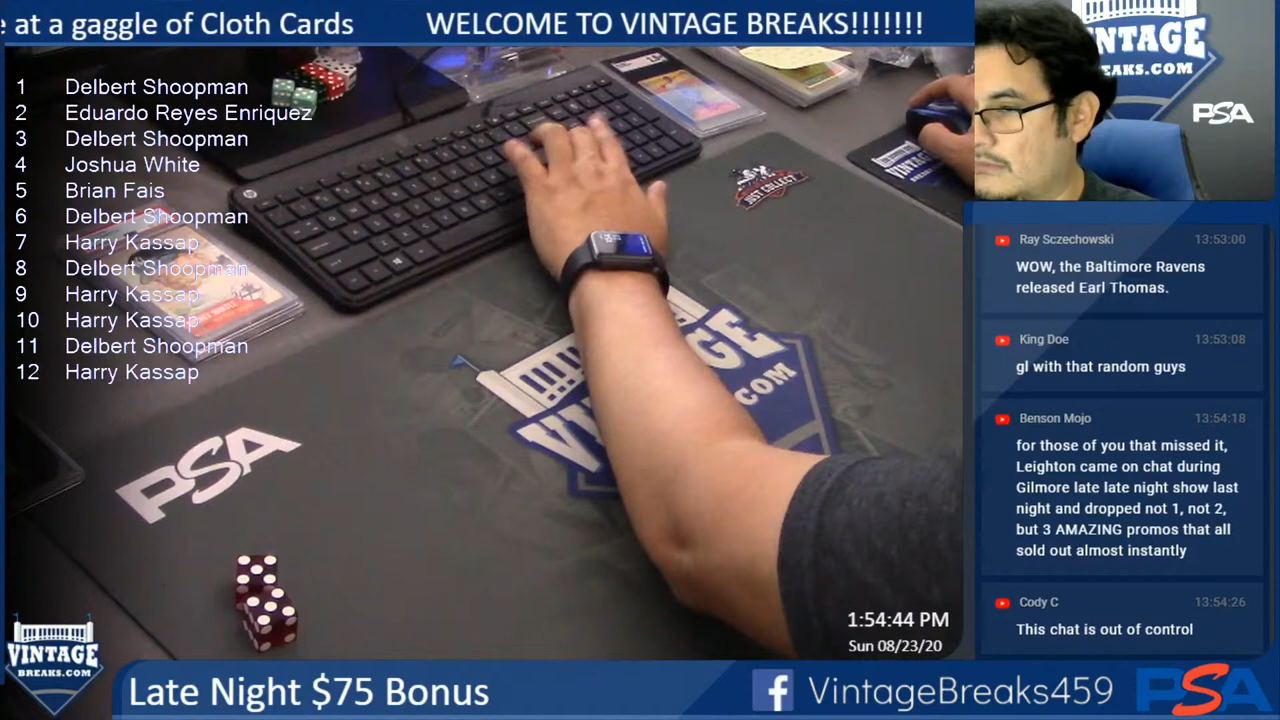 e at a gaggle of Cloth Cards
WELCOME TO VINTAGE BREAKS!!!!!!!
1 Delbert Shoopman
2 Eduardo Reyes Enriquez
3 Delbert Shoopman
4 Joshua White
5 Brian Fais
6 Delbert Shoopman
7 Harry Kassap
8 Delbert Shoopman
9 Harry Kassap
10 Harry Kassap
11 Delbert Shoopman
12 Harry Kassap
JUST COLLECT
VINTAGE
VINTAGE
.COM
PSA
VINTAGE
BREAKS.COM
PSA
Ray Sczechowski 13:53:00
WOW, the Baltimore Ravens
released Earl Thomas.
King Doe 13:53:08
gl with that random guys
Benson Mojo 13:54:18
for those of you that missed it,
Leighton came on chat during
Gilmore late late night show last
night and dropped not 1, not 2,
but 3 AMAZING promos that all
sold out almost instantly
Cody C 13:54:26
This chat is out of control
1:54:44 PM
Sun 08/23/20
VINTAGE
BREAKS.COM
Late Night $75 Bonus
f VintageBreaks459
PSA